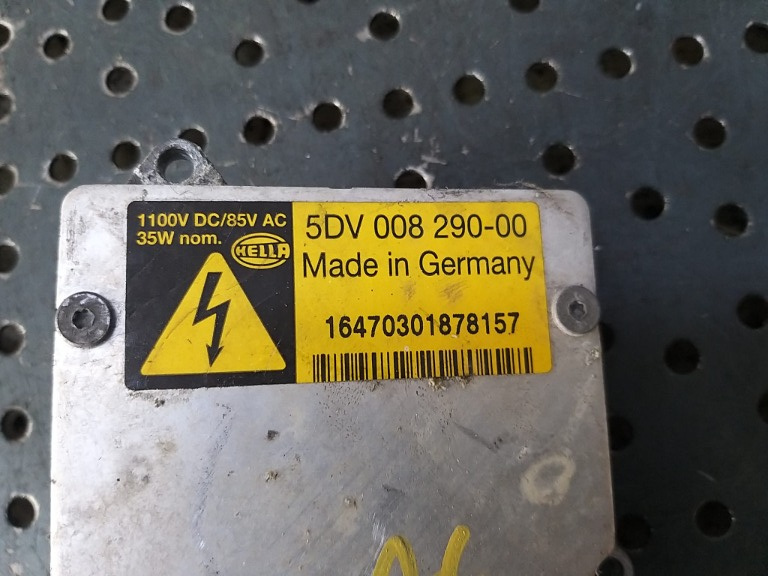 1100V DC/85V AC
35W nom.
HELLA
5DV 008 290-00
Made in Germany
16470301878157